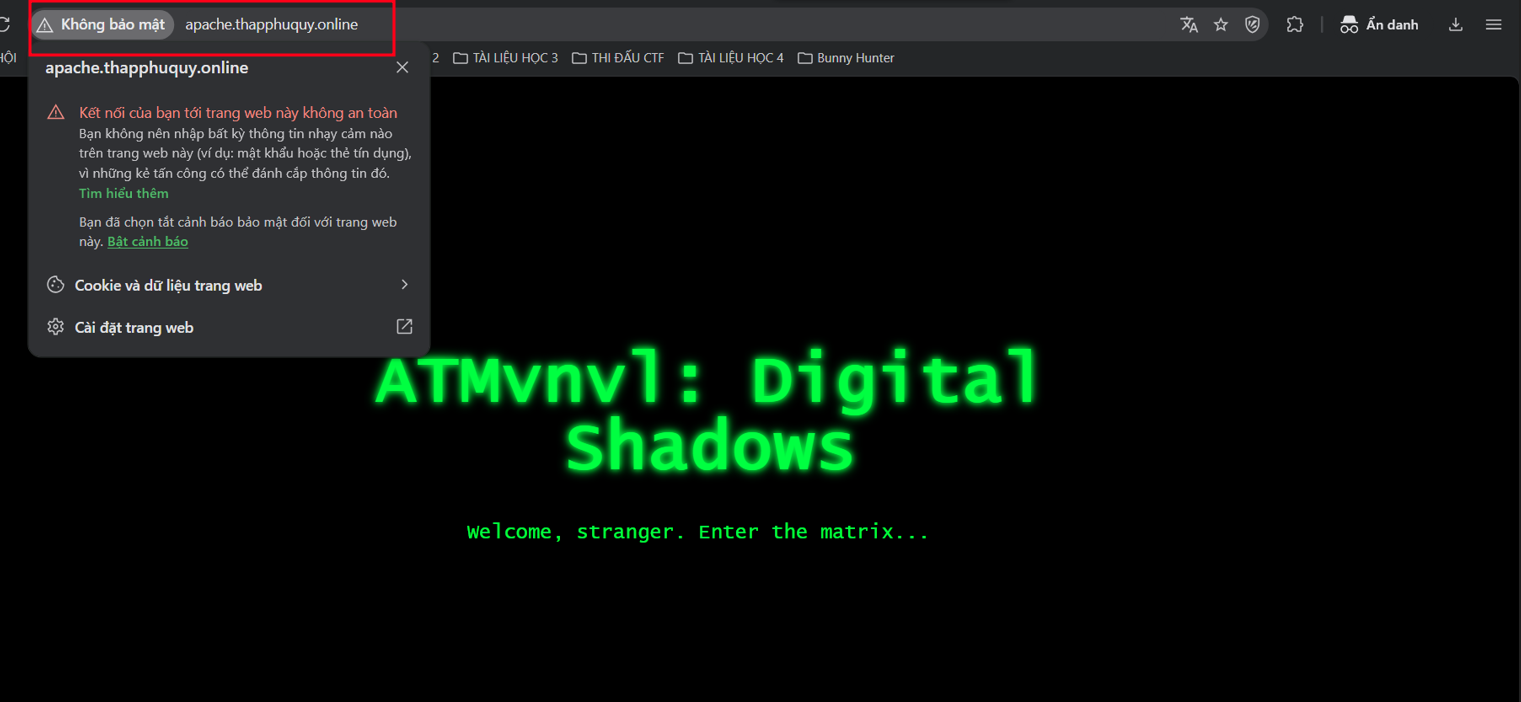 Không bảo mật apache.thapphuquy.online Ẩn danh
2 TÀI LIỆU HỌC 3 THI ĐẤU CTF TÀI LIỆU HỌC 4 Bunny Hunter
apache.thapphuquy.online
Kết nối của bạn tới trang web này không an toàn
Bạn không nên nhập bất kỳ thông tin nhạy cảm nào
trên trang web này (ví dụ: mật khẩu hoặc thẻ tín dụng),
vì những kẻ tấn công có thể đánh cắp thông tin đó.
Tìm hiểu thêm
Bạn đã chọn tắt cảnh báo bảo mật đối với trang web
này. Bật cảnh báo
Cookie và dữ liệu trang web
Cài đặt trang web
ATMvnvl: Digital
Shadows
Welcome, stranger. Enter the matrix...